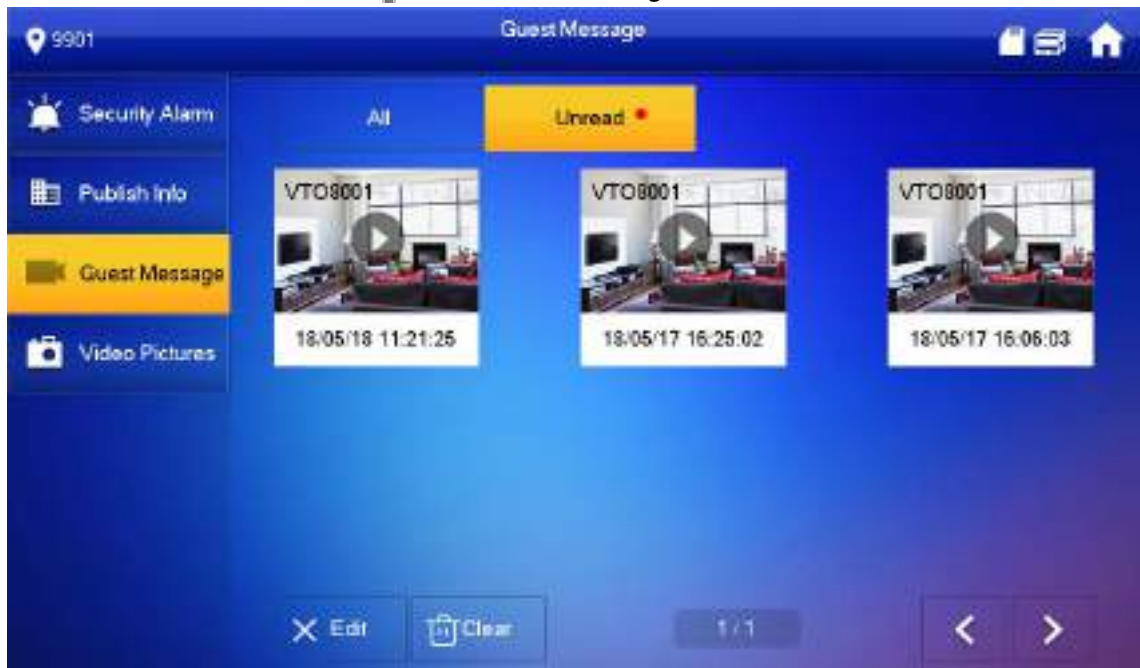 9901
Guest Message
Security Alarm
Publish Info
Guest Message
Video Pictures
All
Unread
VTO8001
VTO8001
VTO8001
18/05/18 11:21:25
18/05/17 16:25:02
18/05/17 16:06:03
Edit
Clear
1/1